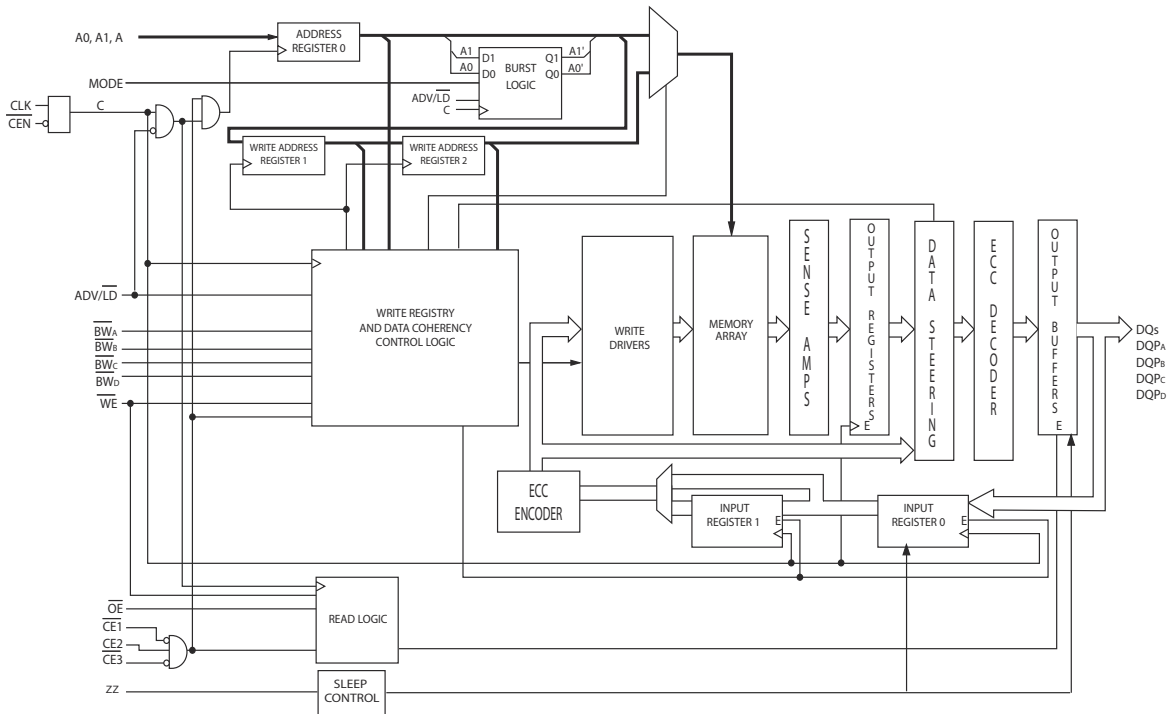 A0, A1, A
ADDRESS
REGISTER 0
MODE
A1
A0
D1
D0
BURST
LOGIC
Q1
Q0
A1'
A0'
ADV/LD
C
CLK
CEN
C
WRITE ADDRESS
REGISTER 1
WRITE ADDRESS
REGISTER 2
ADV/LD
BWA
BWB
BWC
BWD
WE
WRITE REGISTRY
AND DATA COHERENCY
CONTROL LOGIC
WRITE
DRIVERS
MEMORY
ARRAY
SENSE AMPS
OUTPUT REGISTERS
E
DATA STEERING
ECC DECODER
OUTPUT BUFFERS
E
DQs
DQPA
DQPB
DQPC
DQPD
ECC
ENCODER
INPUT
REGISTER 1
E
INPUT
REGISTER 0
E
OE
CE1
CE2
CE3
READ LOGIC
ZZ
SLEEP
CONTROL